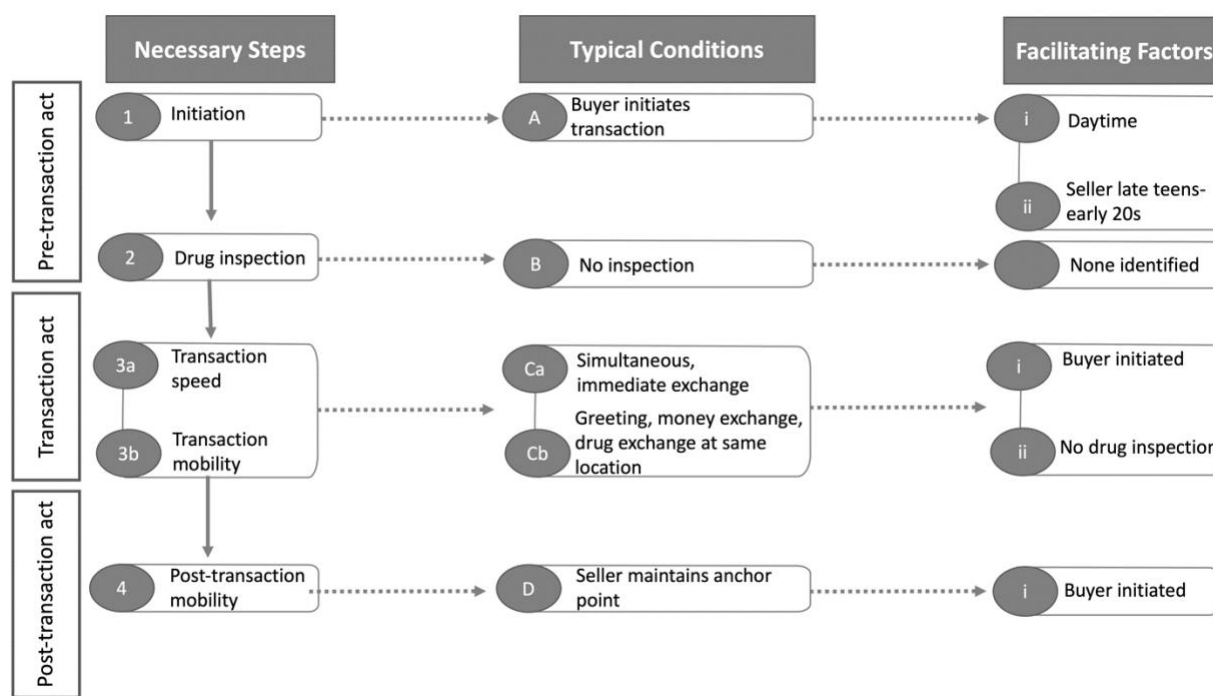 Necessary Steps
Typical Conditions
Facilitating Factors
Pre-transaction act
1
Initiation
A
Buyer initiates
transaction
i
Daytime
ii
Seller late teens-
early 20s
2
Drug inspection
B
No inspection
None identified
Transaction act
3a
Transaction
speed
3b
Transaction
mobility
Ca
Simultaneous,
immediate exchange
Cb
Greeting, money exchange,
drug exchange at same
location
i
Buyer initiated
ii
No drug inspection
Post-transaction act
4
Post-transaction
mobility
D
Seller maintains anchor
point
i
Buyer initiated